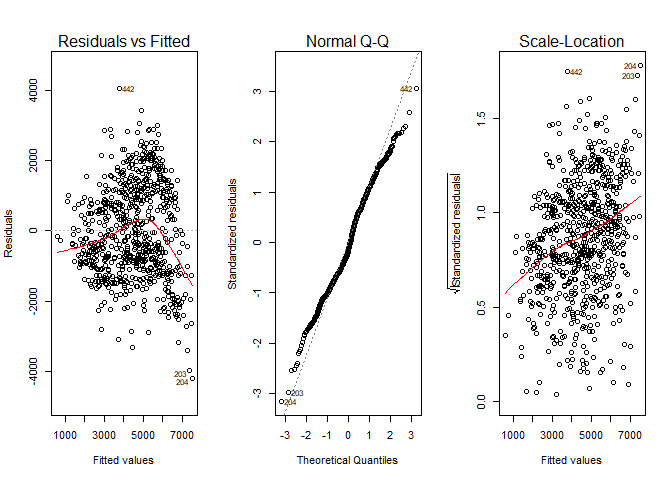 Residuals vs Fitted
Residuals
4000
2000
0
-2000
-4000
442
203
204
1000 3000 5000 7000
Fitted values
Normal Q-Q
Standardized residuals
3
2
1
0
-1
-2
-3
442
203
204
-3 -2 -1 0 1 2 3
Theoretical Quantiles
Scale-Location
√|Standardized residuals|
1.5
1.0
0.5
0.0
204
442
203
1000 3000 5000 7000
Fitted values